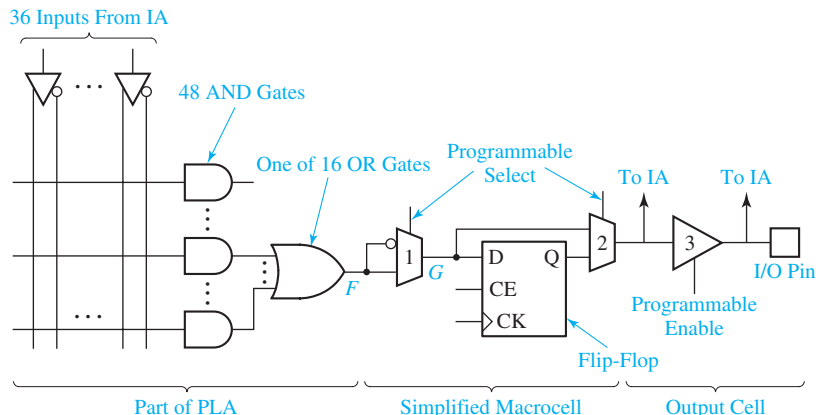 36 Inputs From IA
48 AND Gates
One of 16 OR Gates
Programmable
Select
To IA
To IA
F
1
G
D
Q
CE
CK
2
3
I/O Pin
Programmable
Enable
Flip-Flop
Part of PLA
Simplified Macrocell
Output Cell